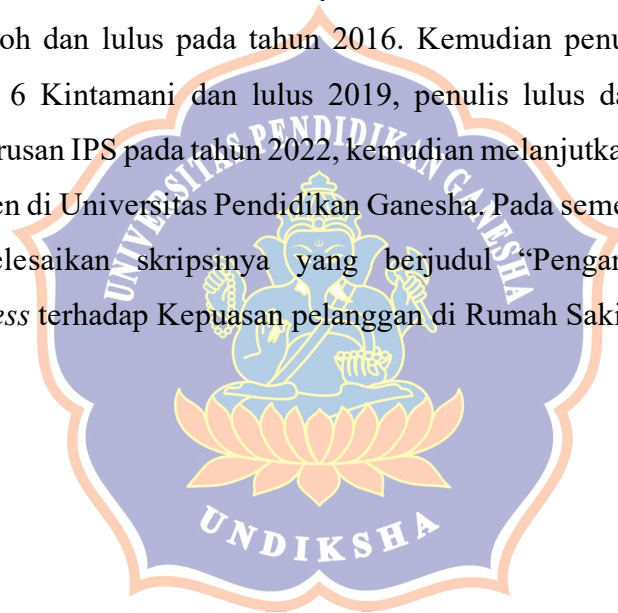 oh dan lulus pada tahun 2016. Kemudian penu
6 Kintamani dan lulus 2019, penulis lulus da
rusan IPS pada tahun 2022, kemudian melanjutka
en di Universitas Pendidikan Ganesha. Pada seme
elesaikan skripsinya yang berjudul “Pengar
ess terhadap Kepuasan pelanggan di Rumah Saki
UNIVERSITAS PENDIDIKAN GANESHA
UNDIKSHA